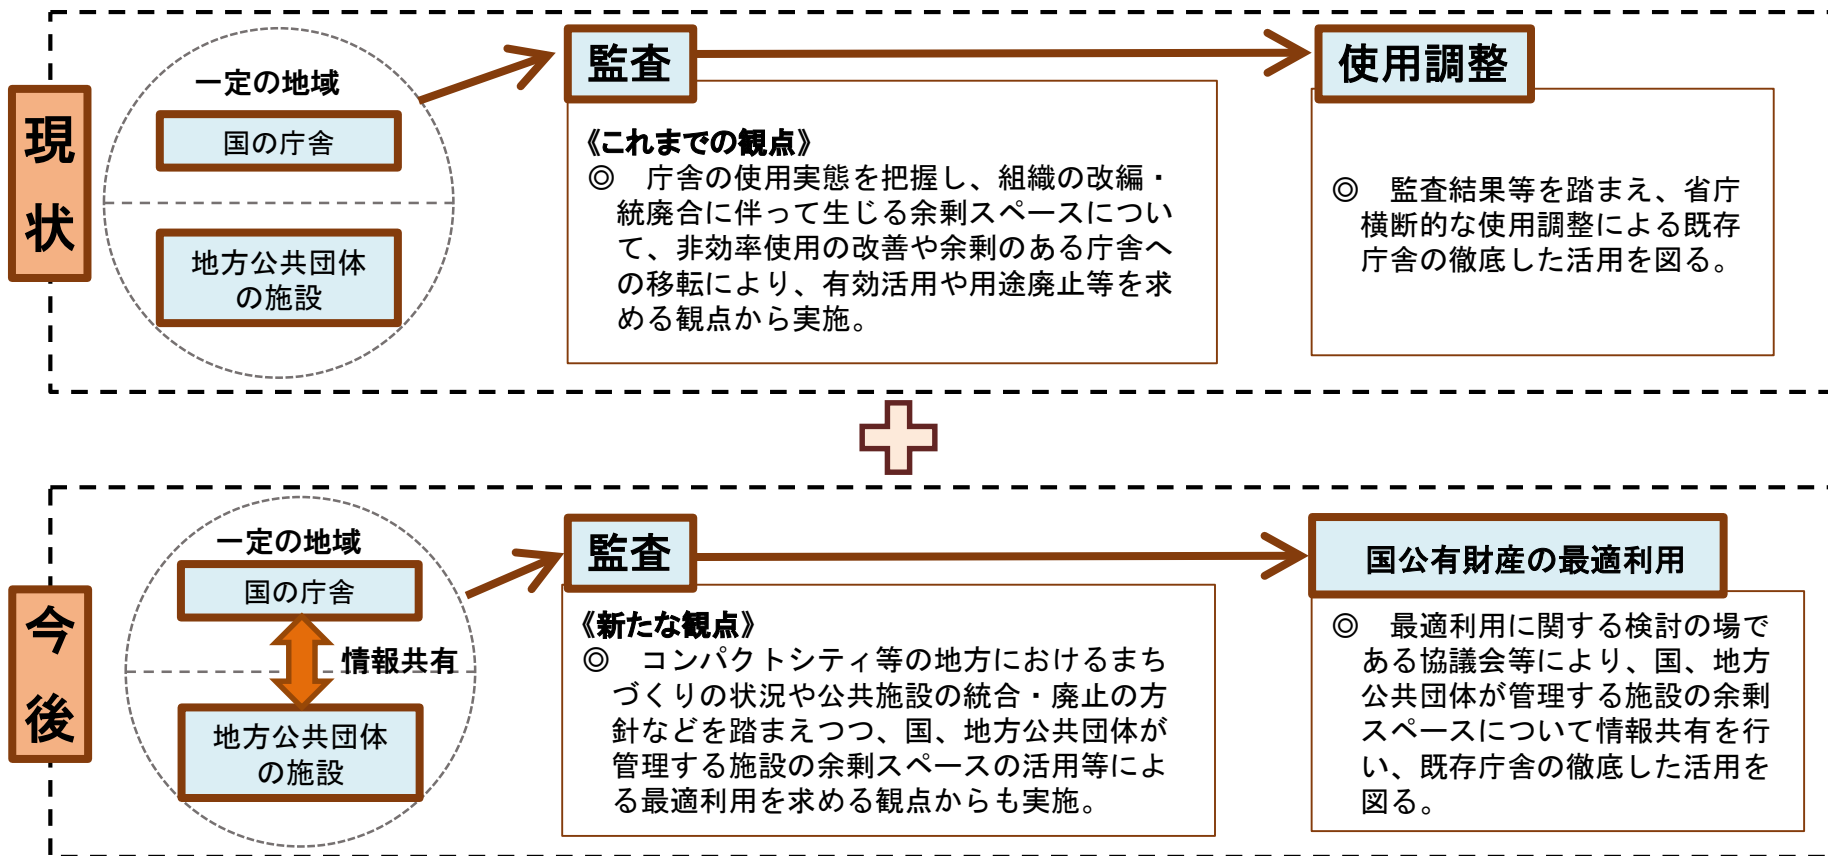 現状
一定の地域
国の庁舎
地方公共団体
の施設
監査
《これまでの観点》
◎　庁舎の使用実態を把握し、組織の改編・
統廃合に伴って生じる余剰スペースについ
て、非効率使用の改善や余剰のある庁舎へ
の移転により、有効活用や用途廃止等を求
める観点から実施。
使用調整
◎　監査結果等を踏まえ、省庁
横断的な使用調整による既存
庁舎の徹底した活用を図る。
今後
一定の地域
国の庁舎
情報共有
地方公共団体
の施設
監査
《新たな観点》
◎　コンパクトシティ等の地方におけるまち
づくりの状況や公共施設の統合・廃止の方
針などを踏まえつつ、国、地方公共団体が
管理する施設の余剰スペースの活用等によ
る最適利用を求める観点からも実施。
国公有財産の最適利用
◎　最適利用に関する検討の場で
ある協議会等により、国、地方
公共団体が管理する施設の余剰
スペースについて情報共有を行
い、既存庁舎の徹底した活用を
図る。